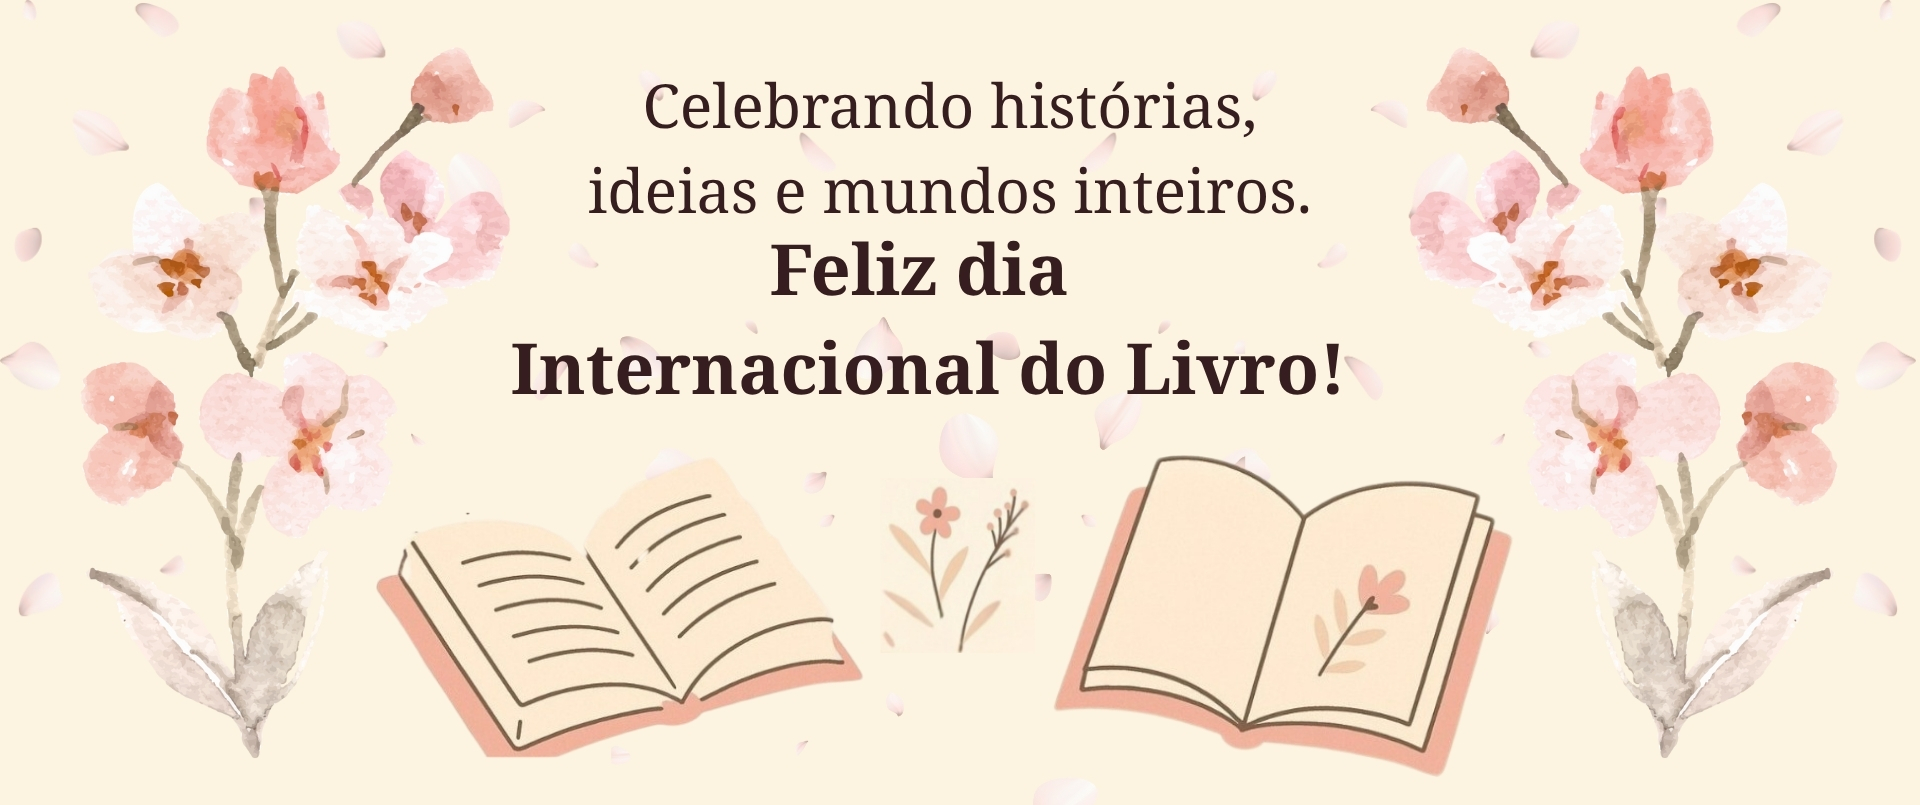 Celebrando histórias,
ideias e mundos inteiros.
Feliz dia
Internacional do Livro!